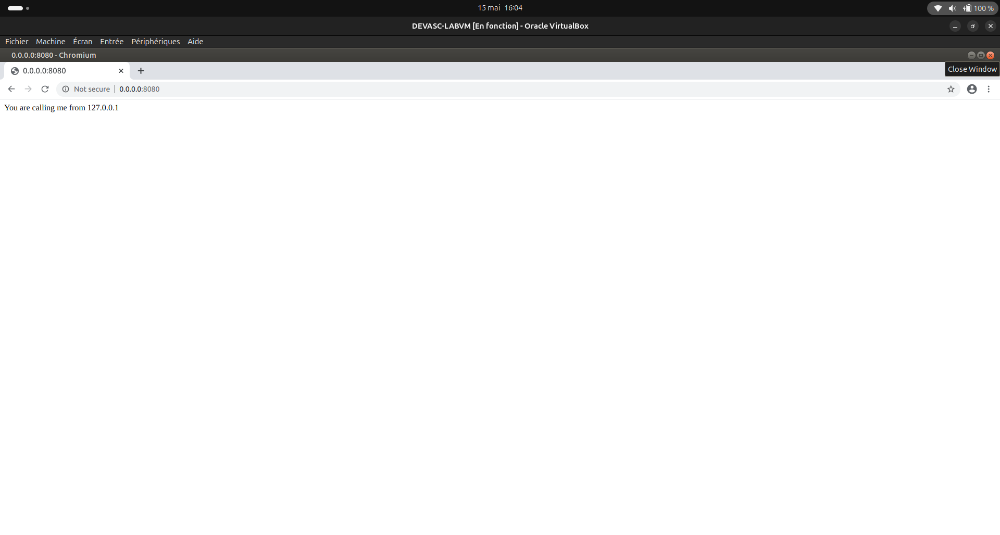 15 mai 16:04
100 %
DEVASC-LABVM [En fonction] - Oracle VirtualBox
Fichier Machine Écran Entrée Périphériques Aide
0.0.0.0:8080 - Chromium
0.0.0.0:8080
Close Window
Not secure 0.0.0.0:8080
You are calling me from 127.0.0.1